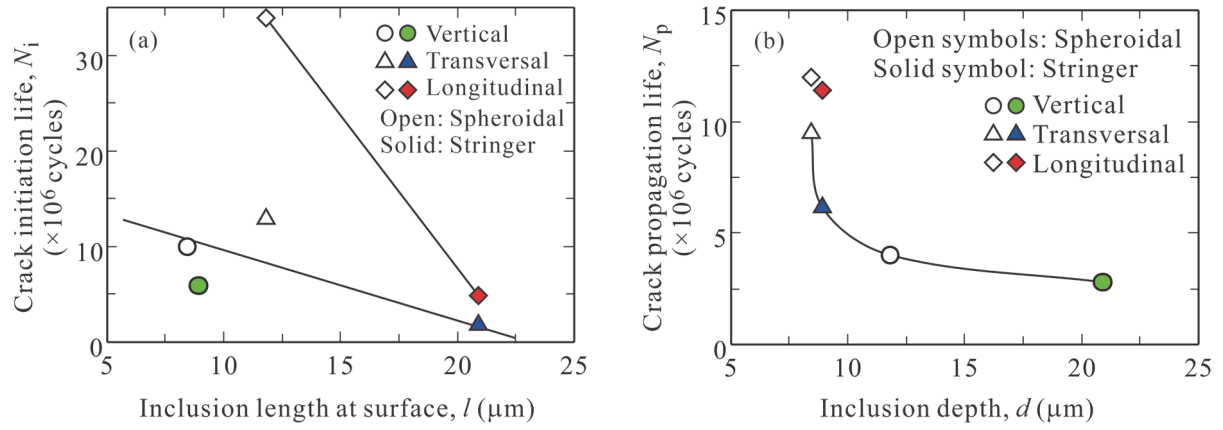 Crack initiation life, Nᵢ
(×10⁶ cycles)
30
20
10
0
(a)
Vertical
Transversal
Longitudinal
Open: Spheroidal
Solid: Stringer
5 10 15 20 25
Inclusion length at surface, l (μm)
Crack propagation life, Nₚ
(×10⁶ cycles)
15
10
5
0
(b)
Open symbols: Spheroidal
Solid symbol: Stringer
Vertical
Transversal
Longitudinal
5 10 15 20 25
Inclusion depth, d (μm)